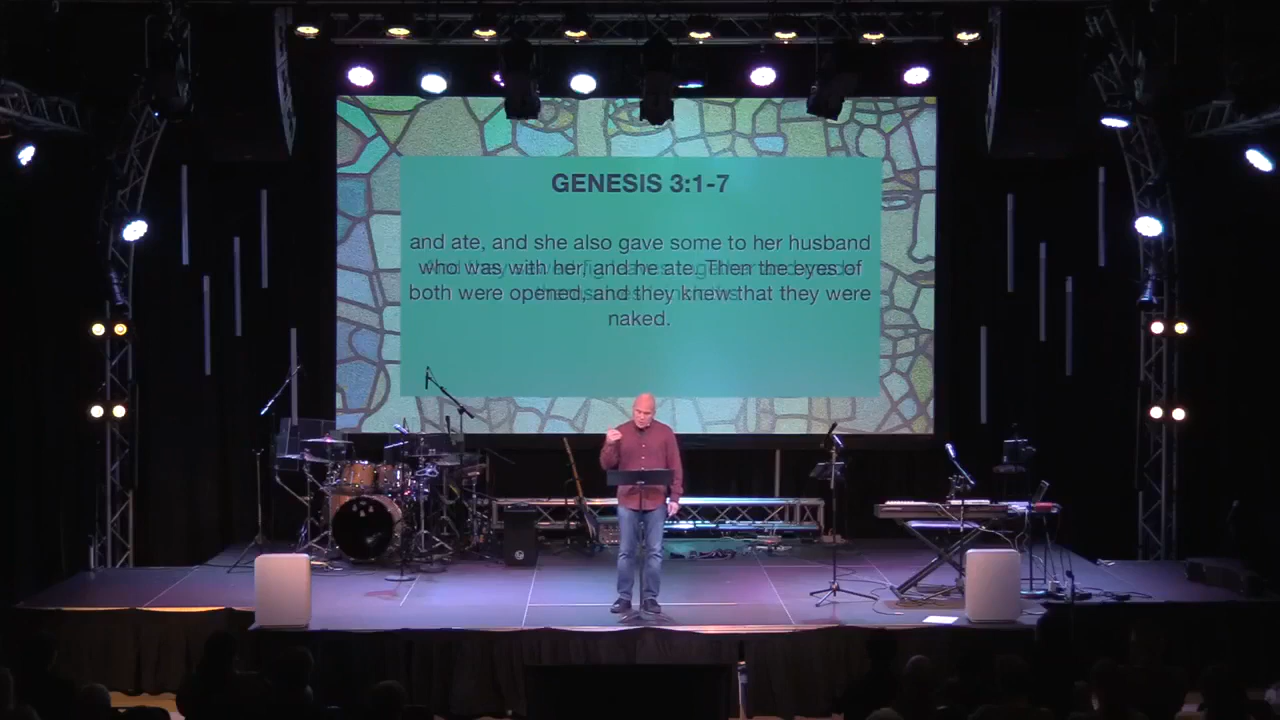 GENESIS 3:1-7
and ate, and she also gave some to her husband
who was with her, and he ate. Then the eyes of
both were opened, and they knew that they were
naked.